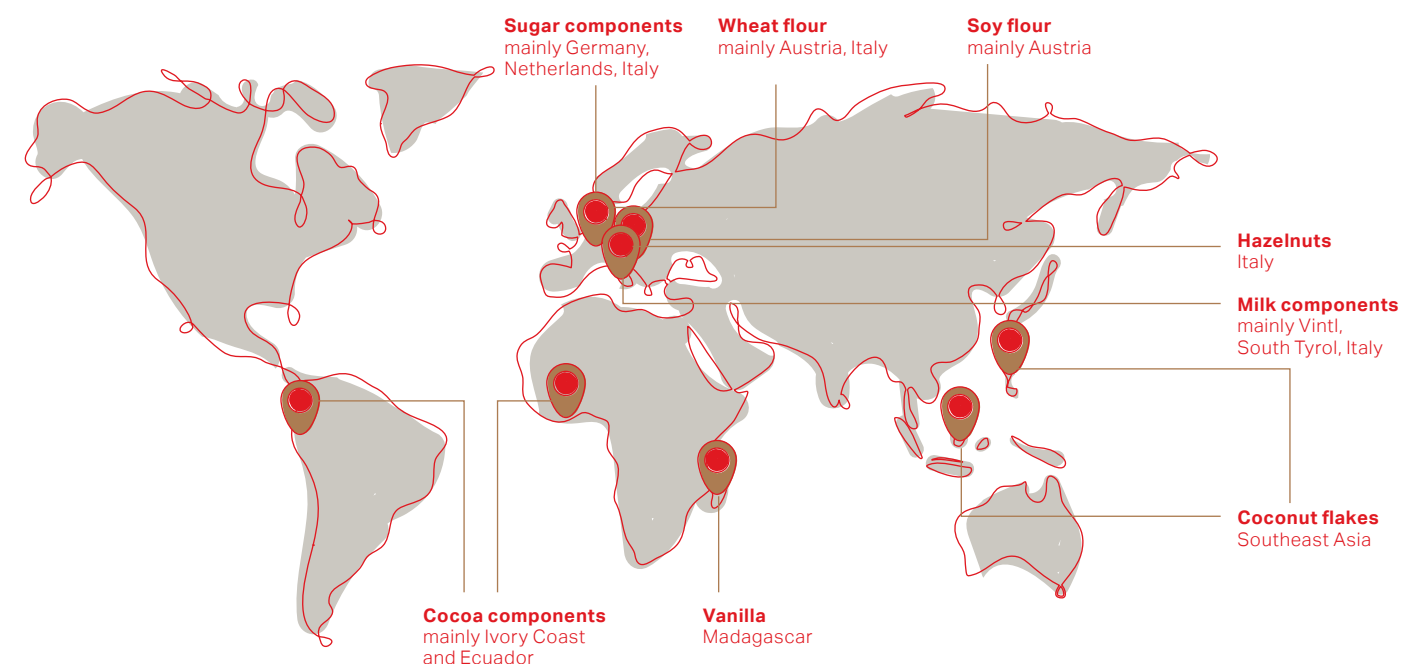 Sugar components
mainly Germany,
Netherlands, Italy
Wheat flour
mainly Austria, Italy
Soy flour
mainly Austria
Hazelnuts
Italy
Milk components
mainly Vintl,
South Tyrol, Italy
Coconut flakes
Southeast Asia
Cocoa components
mainly Ivory Coast
and Ecuador
Vanilla
Madagascar